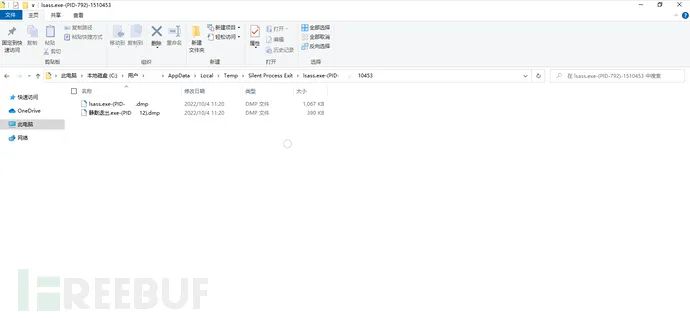 lsass.exe-(PID-792)-1510453
文件 主页 共享 查看
固定到快速访问 复制 粘贴 复制路径 粘贴快捷方式 剪切 移动到 复制到 删除 重命名 新建文件夹 新建项目 轻松访问 属性 打开 编辑 历史记录 全部选择 全部取消 反向选择
剪贴板 组织 新建 打开 选择
此电脑 本地磁盘 (C:) 用户 AppData Local Temp Silent Process Exit lsass.exe-(PID- 10453
在 lsass.exe-(PID-792)-1510453 中搜索
快速访问
OneDrive
此电脑
网络
名称 修改日期 类型 大小
lsass.exe-(PID- .dmp 2022/10/4 11:20 DMP 文件 1,067 KB
静默退出.exe-(PID 12).dmp 2022/10/4 11:20 DMP 文件 390 KB
FREEBUF